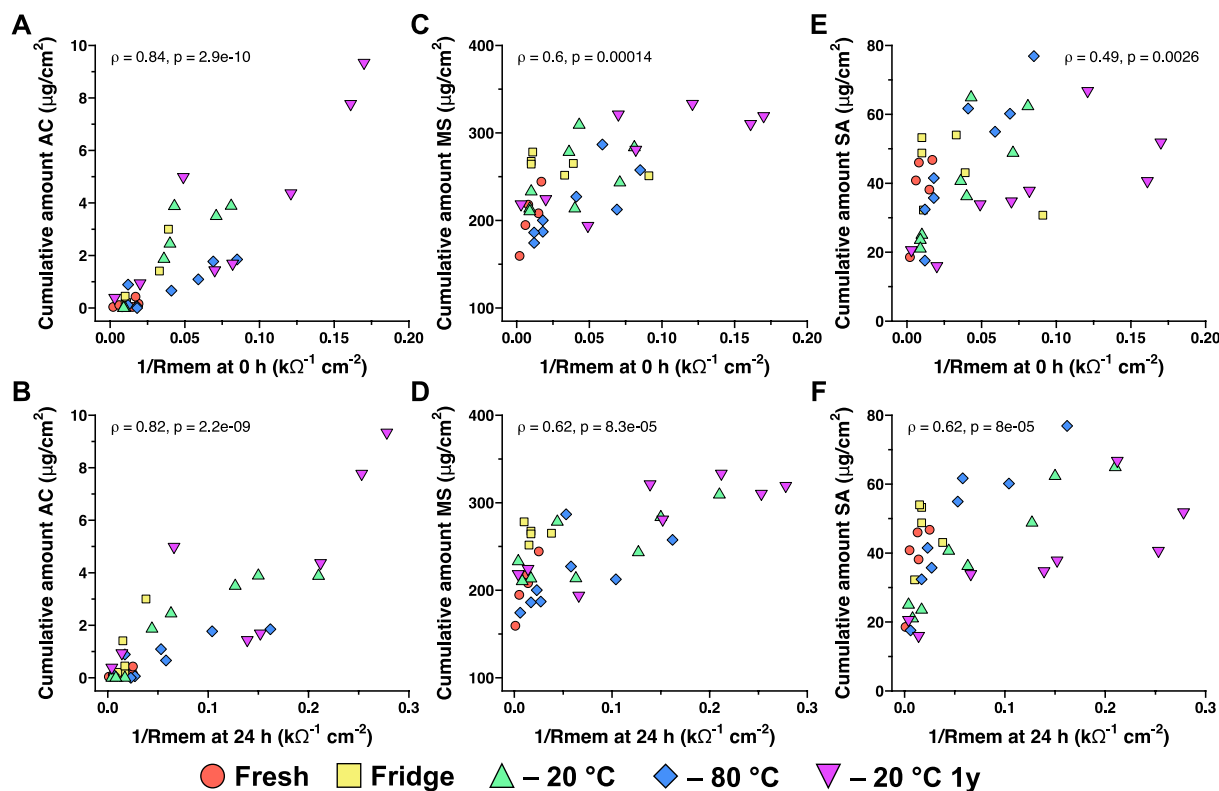 A
ρ = 0.84, p = 2.9e-10
Cumulative amount AC (μg/cm²)
10
8
6
4
2
0
0.00 0.05 0.10 0.15 0.20
1/Rmem at 0 h (kΩ⁻¹ cm⁻²)
C
ρ = 0.6, p = 0.00014
Cumulative amount MS (μg/cm²)
400
300
200
100
0.00 0.05 0.10 0.15 0.20
1/Rmem at 0 h (kΩ⁻¹ cm⁻²)
E
ρ = 0.49, p = 0.0026
Cumulative amount SA (μg/cm²)
80
60
40
20
0
0.00 0.05 0.10 0.15 0.20
1/Rmem at 0 h (kΩ⁻¹ cm⁻²)
B
ρ = 0.82, p = 2.2e-09
Cumulative amount AC (μg/cm²)
10
8
6
4
2
0
0.0 0.1 0.2 0.3
1/Rmem at 24 h (kΩ⁻¹ cm⁻²)
D
ρ = 0.62, p = 8.3e-05
Cumulative amount MS (μg/cm²)
400
300
200
100
0.0 0.1 0.2 0.3
1/Rmem at 24 h (kΩ⁻¹ cm⁻²)
F
ρ = 0.62, p = 8e-05
Cumulative amount SA (μg/cm²)
80
60
40
20
0
0.0 0.1 0.2 0.3
1/Rmem at 24 h (kΩ⁻¹ cm⁻²)
Fresh Fridge – 20 °C – 80 °C – 20 °C 1y